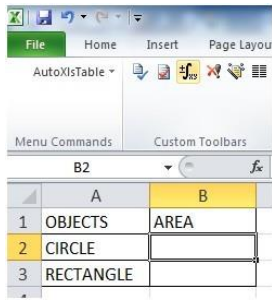 File Home Insert Page Layou
AutoXlsTable
Menu Commands Custom Toolbars
B2 fx
A B
1 OBJECTS AREA
2 CIRCLE
3 RECTANGLE